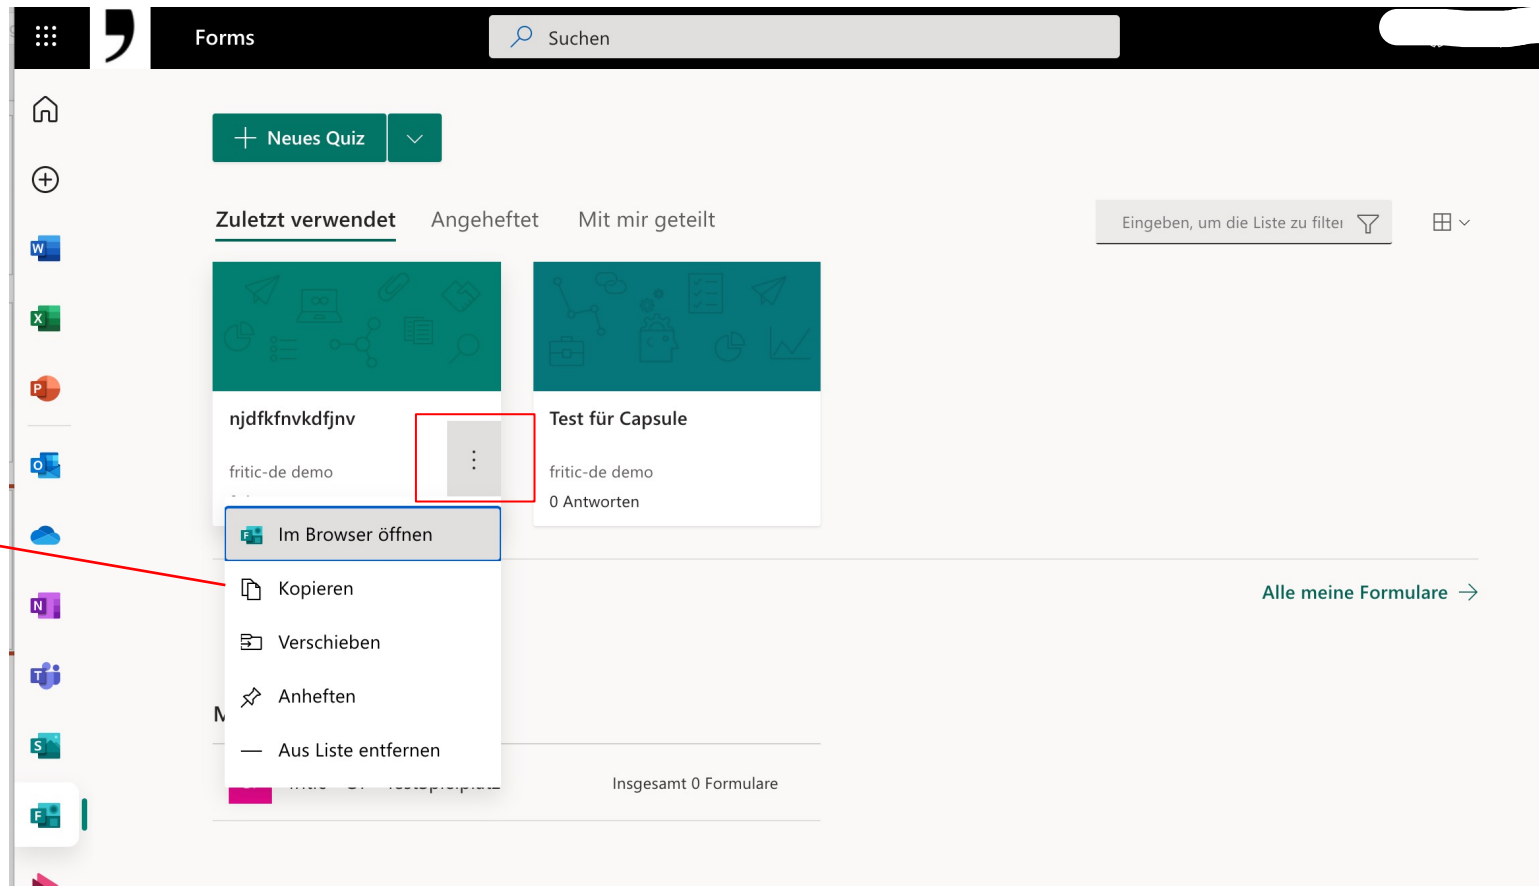 Forms
Suchen
Neues Quiz
Zuletzt verwendet
Angeheftet
Mit mir geteilt
Eingeben, um die Liste zu filter
njdfkfnvkdfjnv
fritic-de demo
Test für Capsule
fritic-de demo
0 Antworten
Im Browser öffnen
Kopieren
Verschieben
Anheften
Aus Liste entfernen
Alle meine Formulare
Insgesamt 0 Formulare
W
X
P
O
N
T
S
F